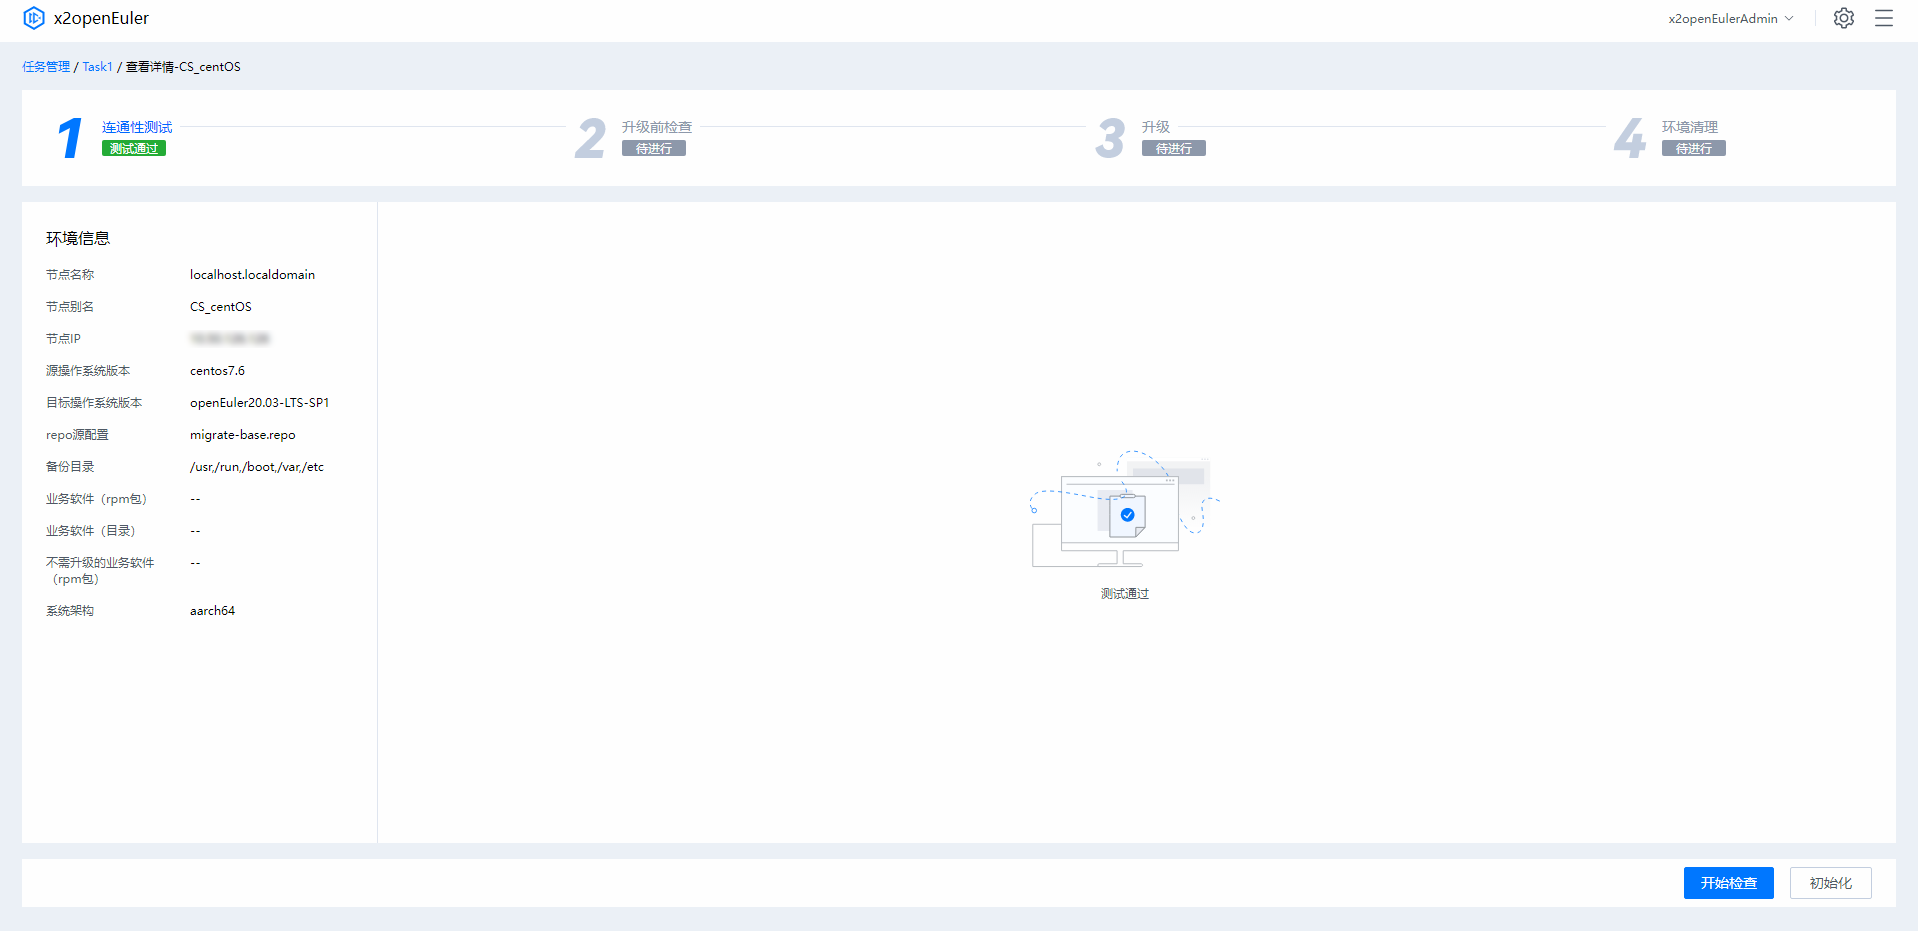 x2openEuler
x2openEulerAdmin
任务管理 / Task1 / 查看详情-CS_centOS
1 连通性测试
测试通过
2 升级前检查
待进行
3 升级
待进行
4 环境清理
待进行
环境信息
节点名称 localhost.localdomain
节点别名 CS_centOS
节点IP
源操作系统版本 centos7.6
目标操作系统版本 openEuler20.03-LTS-SP1
repo源配置 migrate-base.repo
备份目录 /usr,/run,/boot,/var,/etc
业务软件（rpm包） --
业务软件（目录） --
不需升级的业务软件 --
（rpm包）
系统架构 aarch64
测试通过
开始检查 初始化